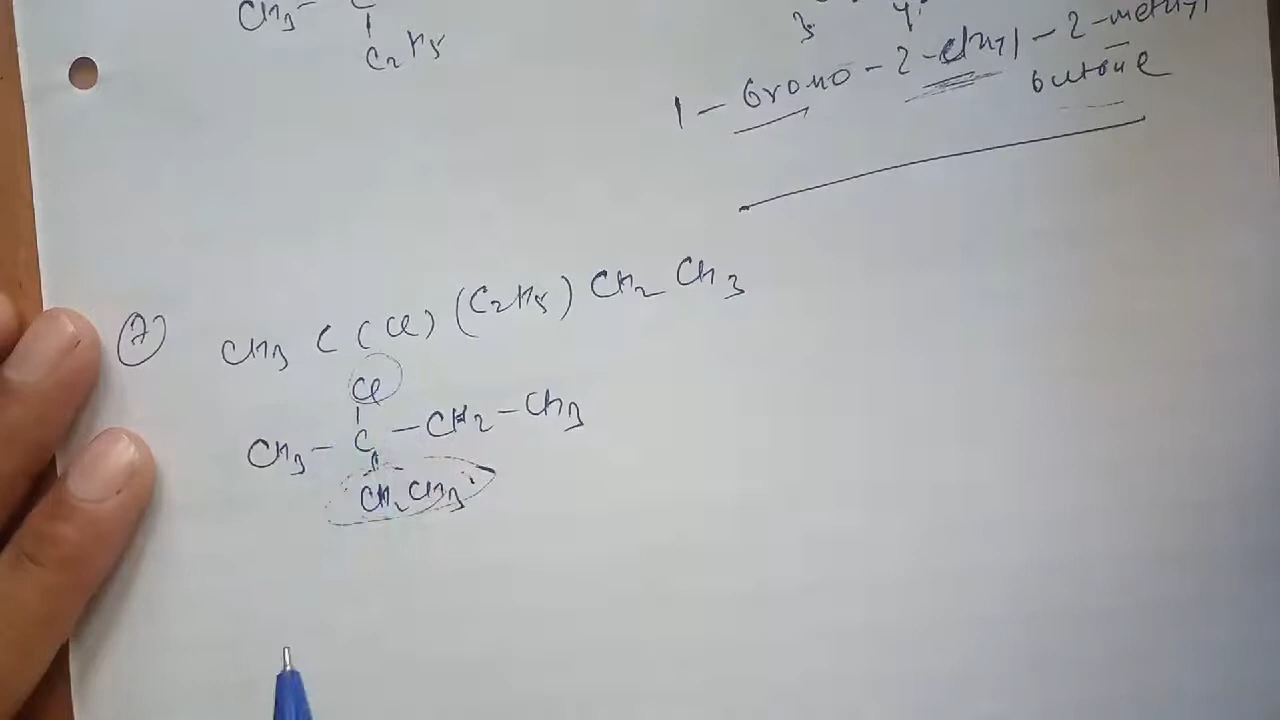 CH3 - C
C2H5
3 4
1 - Bromo - 2 - ethyl - 2 - methyl
butane
7) CH3 C (Cl) (C2H5) CH2 CH3
Cl
CH3 - C - CH2 - CH3
CH2CH3